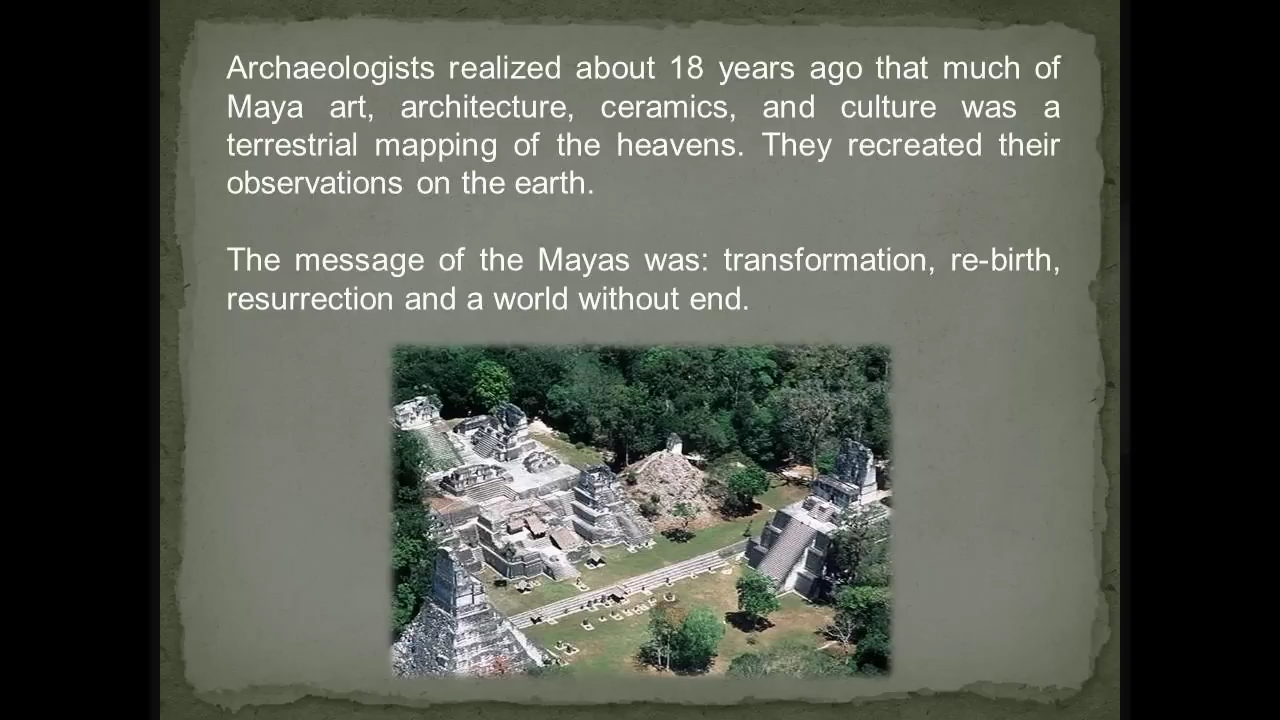 Archaeologists realized about 18 years ago that much of
Maya art, architecture, ceramics, and culture was a
terrestrial mapping of the heavens. They recreated their
observations on the earth.
The message of the Mayas was: transformation, re-birth,
resurrection and a world without end.